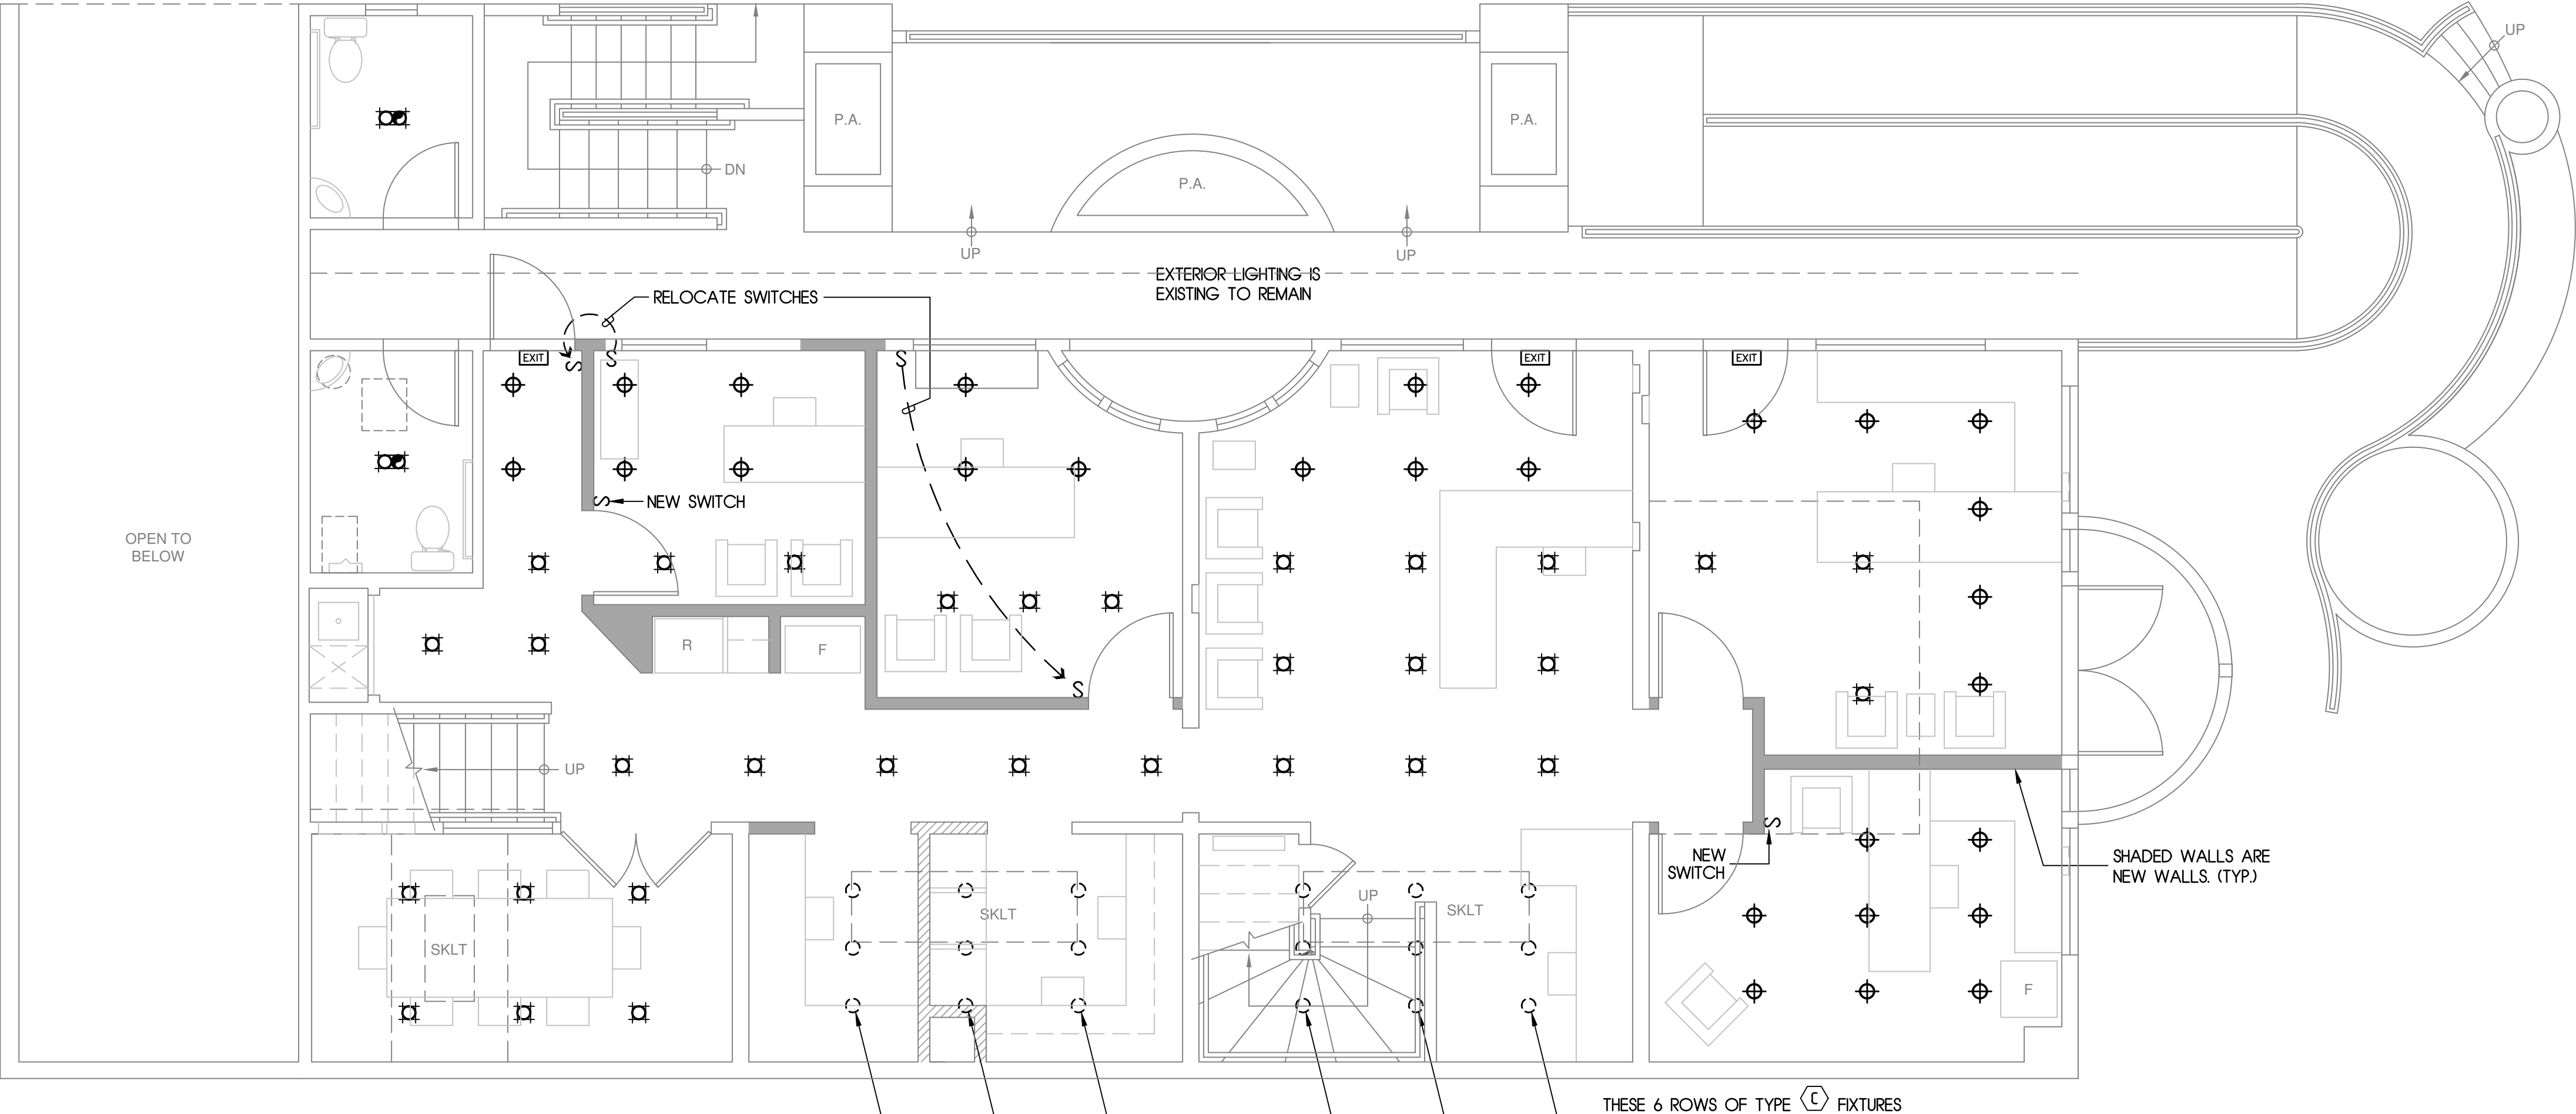 UP
P.A.
P.A.
DN
P.A.
UP
UP
EXTERIOR LIGHTING IS
EXISTING TO REMAIN
RELOCATE SWITCHES
EXIT
S
S
S
EXIT
EXIT
S
NEW SWITCH
OPEN TO
BELOW
R
F
S
UP
S
NEW
SWITCH
SHADED WALLS ARE
NEW WALLS. (TYP.)
UP
SKLT
SKLT
SKLT
F
THESE 6 ROWS OF TYPE C FIXTURES